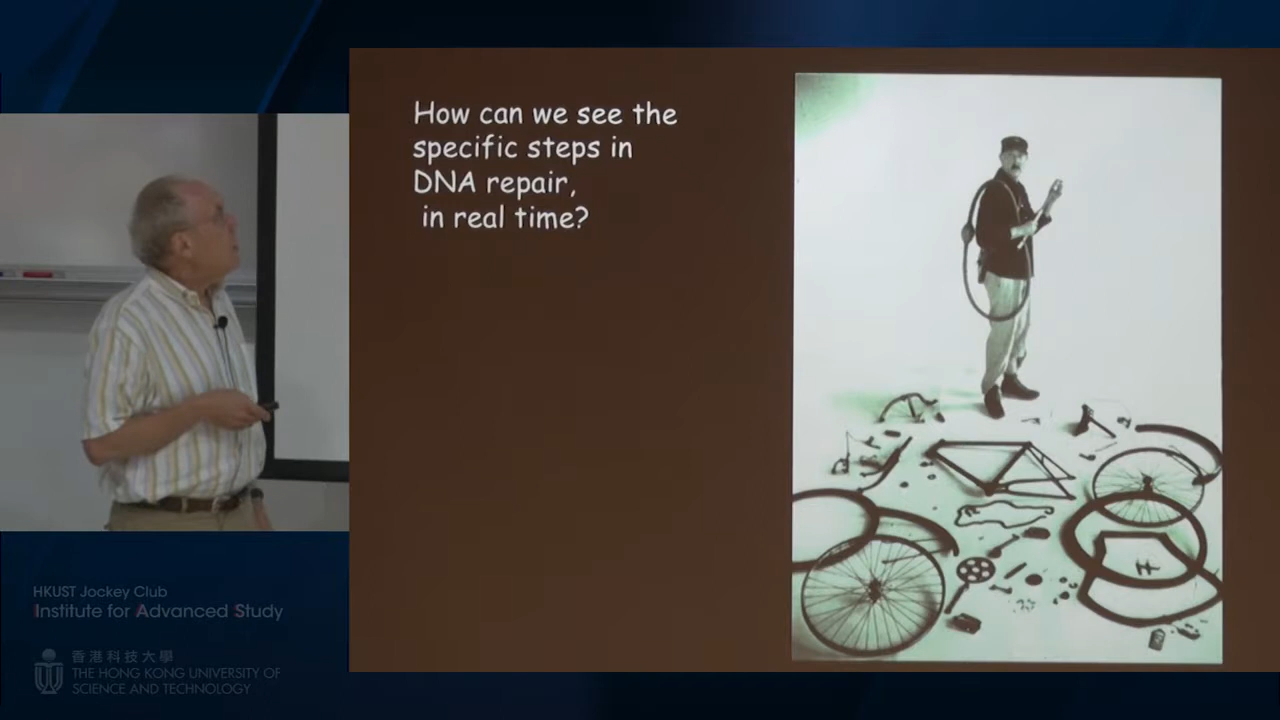 How can we see the
specific steps in
DNA repair,
in real time?
HKUST Jockey Club
Institute for Advanced Study
香港科技大學
THE HONG KONG UNIVERSITY OF
SCIENCE AND TECHNOLOGY